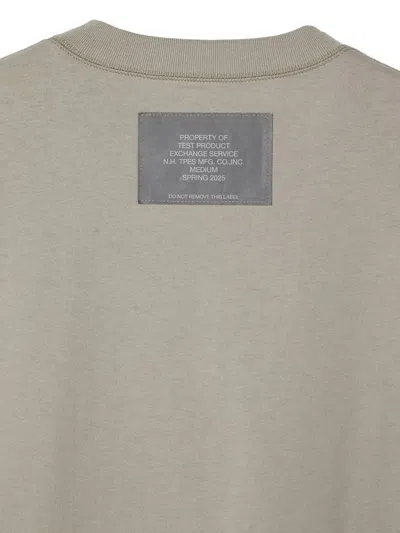 PROPERTY OF
TEST PRODUCT
EXCHANGE SERVICE
N.H. TPES MFG. CO.,INC.
MEDIUM
SPRING 2025
DO NOT REMOVE THIS LABEL